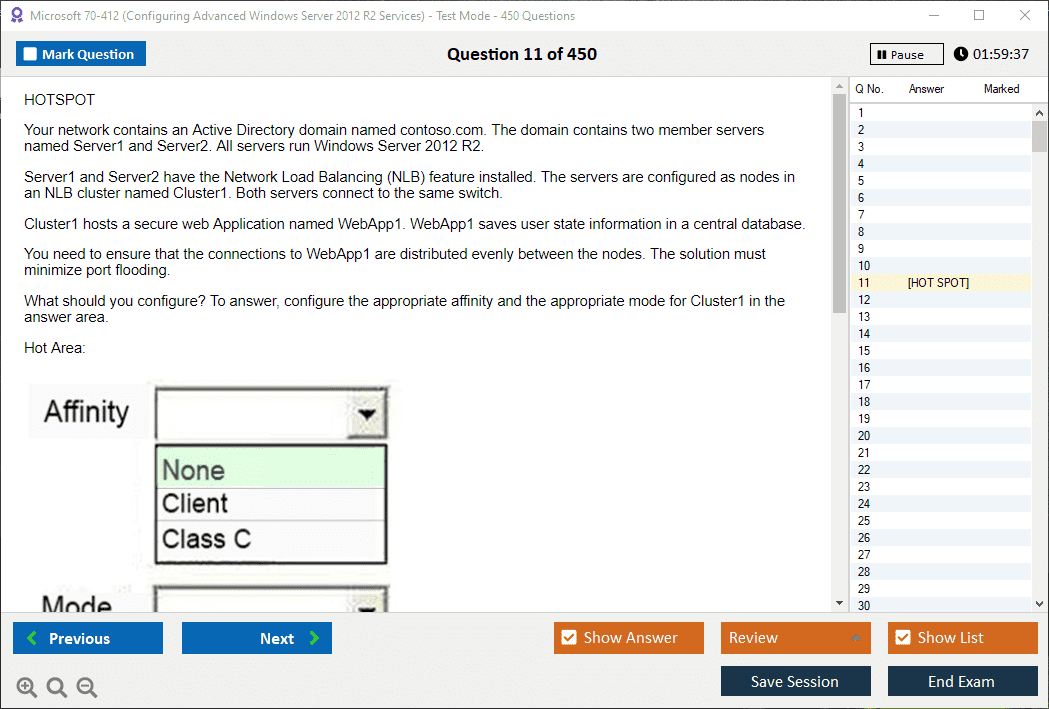 Microsoft 70-412 (Configuring Advanced Windows Server 2012 R2 Services) - Test Mode - 450 Questions
Mark Question
Question 11 of 450
Pause
01:59:37
HOTSPOT
Your network contains an Active Directory domain named contoso.com. The domain contains two member servers
named Server1 and Server2. All servers run Windows Server 2012 R2.
Server1 and Server2 have the Network Load Balancing (NLB) feature installed. The servers are configured as nodes in
an NLB cluster named Cluster1. Both servers connect to the same switch.
Cluster1 hosts a secure web Application named WebApp1. WebApp1 saves user state information in a central database.
You need to ensure that the connections to WebApp1 are distributed evenly between the nodes. The solution must
minimize port flooding.
What should you configure? To answer, configure the appropriate affinity and the appropriate mode for Cluster1 in the
answer area.
Hot Area:
Affinity
None
Client
Class C
Mode
Q No. Answer Marked
1
2
3
4
5
6
7
8
9
10
11 [HOT SPOT]
12
13
14
15
16
17
18
19
20
21
22
23
24
25
26
27
28
29
30
Previous
Next
Show Answer
Review
Show List
Save Session
End Exam